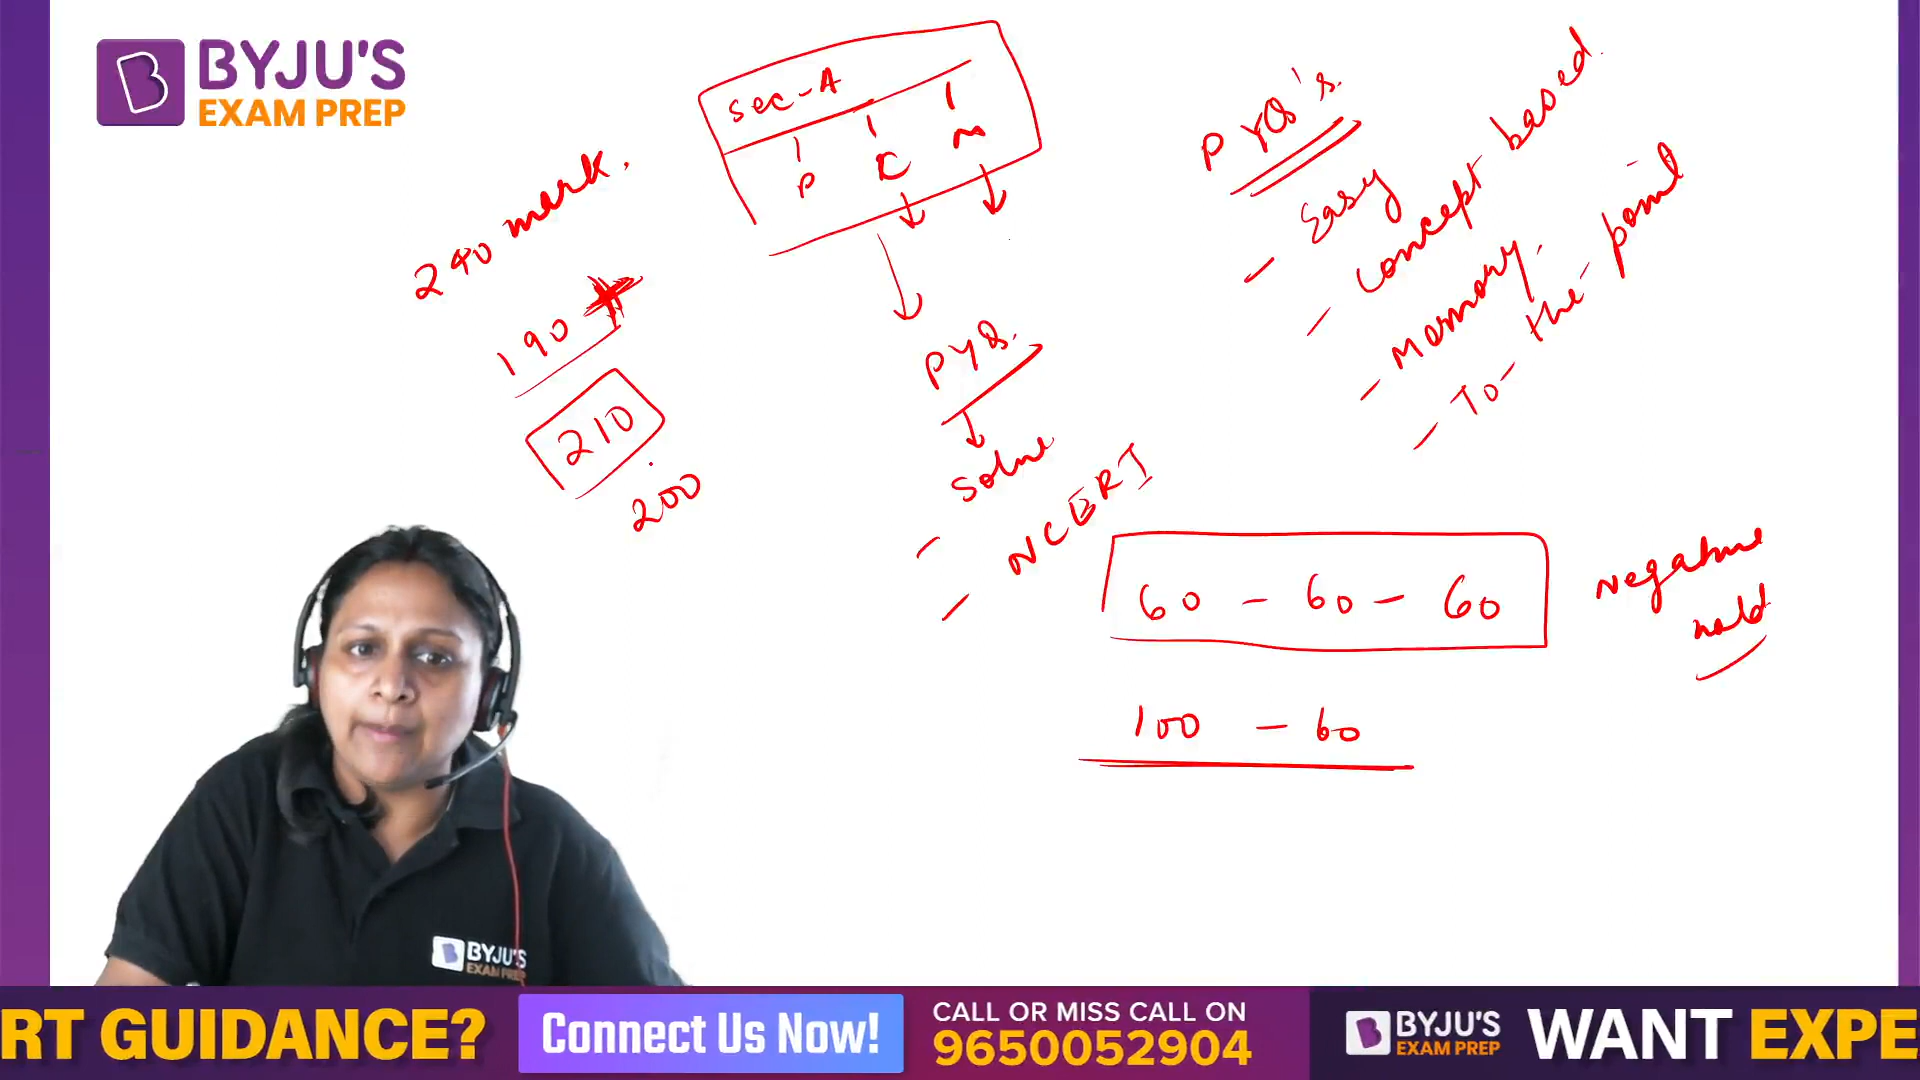 BYJU'S
EXAM PREP
240 mark.
190
210
200
Sec-A
P C M
PYQ.
Solve
- NCERT
-
PYQ's.
- Easy
- Concept based.
- Memory.
- To-the-point
60 - 60 - 60
Negative
100 - 60
BYJU'S
EXAM PREP
RT GUIDANCE?
Connect Us Now!
CALL OR MISS CALL ON
9650052904
BYJU'S
EXAM PREP
WANT EXPE